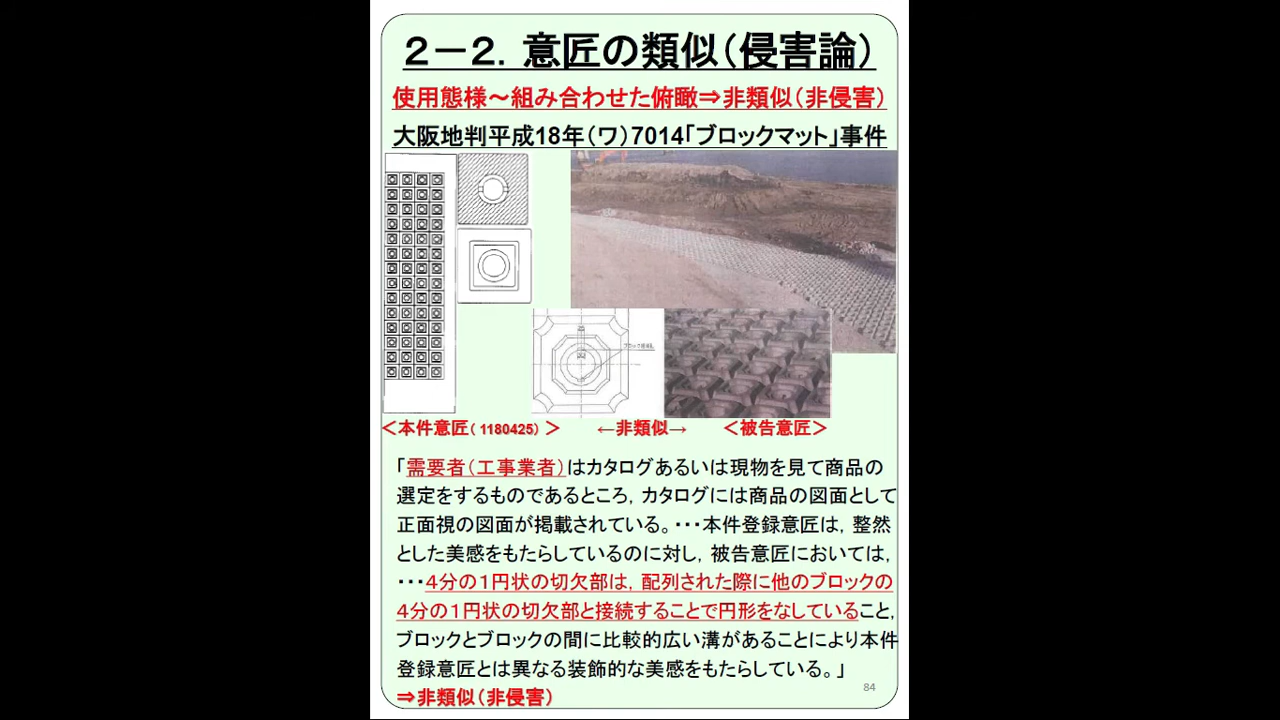 ２－２．意匠の類似（侵害論）
使用態様～組み合わせた俯瞰⇒非類似（非侵害）
大阪地判平成18年（ワ）7014「ブロックマット」事件
＜本件意匠（1180425）＞　←非類似→　＜被告意匠＞
「需要者（工事業者）はカタログあるいは現物を見て商品の
選定をするものであるところ，カタログには商品の図面として
正面視の図面が掲載されている。・・・本件登録意匠は，整然
とした美感をもたらしているのに対し，被告意匠においては，
・・・４分の１円状の切欠部は，配列された際に他のブロックの
４分の１円状の切欠部と接続することで円形をなしていること，
ブロックとブロックの間に比較的広い溝があることにより本件
登録意匠とは異なる装飾的な美感をもたらしている。」
⇒非類似（非侵害）
84